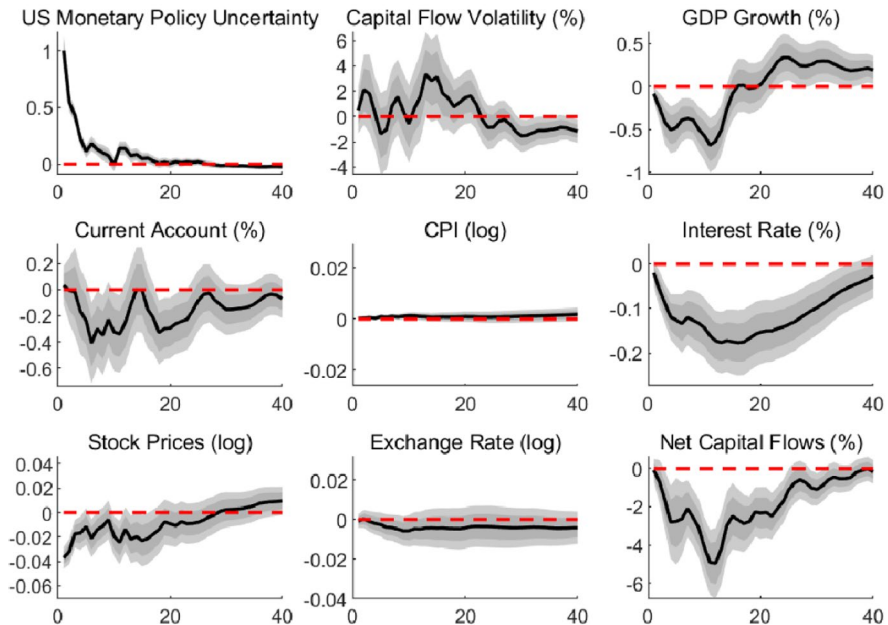 US Monetary Policy Uncertainty
1
0.5
0
0 20 40
Capital Flow Volatility (%)
6
4
2
0
-2
-4
0 20 40
GDP Growth (%)
0.5
0
-0.5
-1
0 20 40
Current Account (%)
0.2
0
-0.2
-0.4
-0.6
0 20 40
CPI (log)
0.02
0
-0.02
0 20 40
Interest Rate (%)
0
-0.1
-0.2
0 20 40
Stock Prices (log)
0.04
0.02
0
-0.02
-0.04
-0.06
0 20 40
Exchange Rate (log)
0.02
0
-0.02
-0.04
0 20 40
Net Capital Flows (%)
0
-2
-4
-6
0 20 40